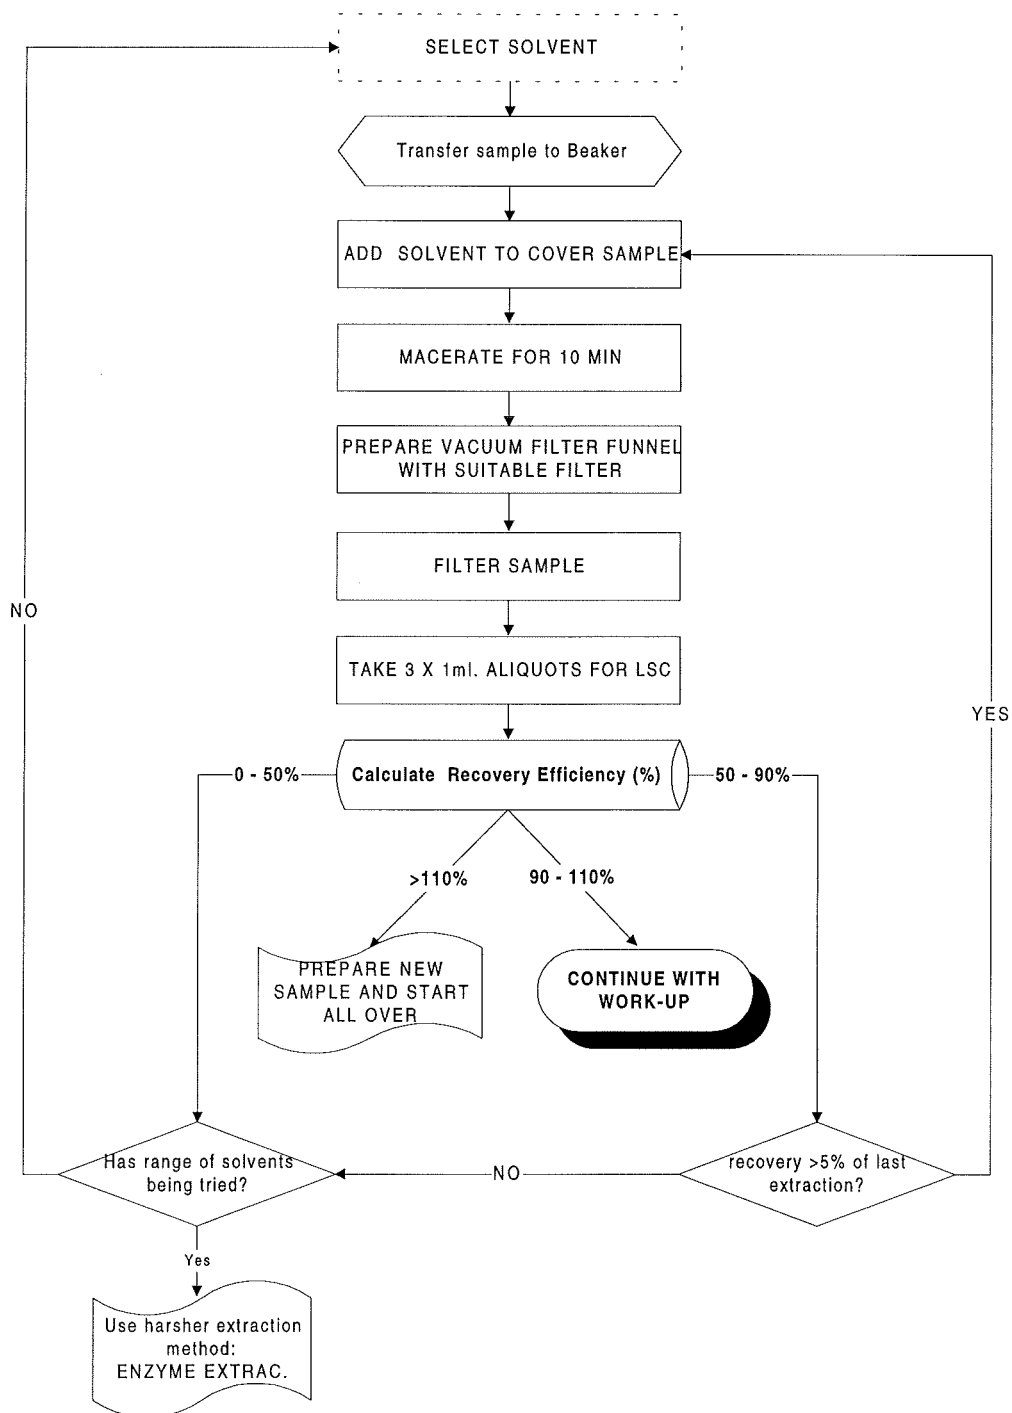 SELECT SOLVENT
Transfer sample to Beaker
ADD SOLVENT TO COVER SAMPLE
MACERATE FOR 10 MIN
PREPARE VACUUM FILTER FUNNEL
WITH SUITABLE FILTER
FILTER SAMPLE
NO
TAKE 3 X 1ml. ALIQUOTS FOR LSC
YES
0 - 50%
Calculate Recovery Efficiency (%)
50 - 90%
>110%
90 - 110%
PREPARE NEW
SAMPLE AND START
ALL OVER
CONTINUE WITH
WORK-UP
Has range of solvents
being tried?
NO
recovery >5% of last
extraction?
Yes
Use harsher extraction
method:
ENZYME EXTRAC.